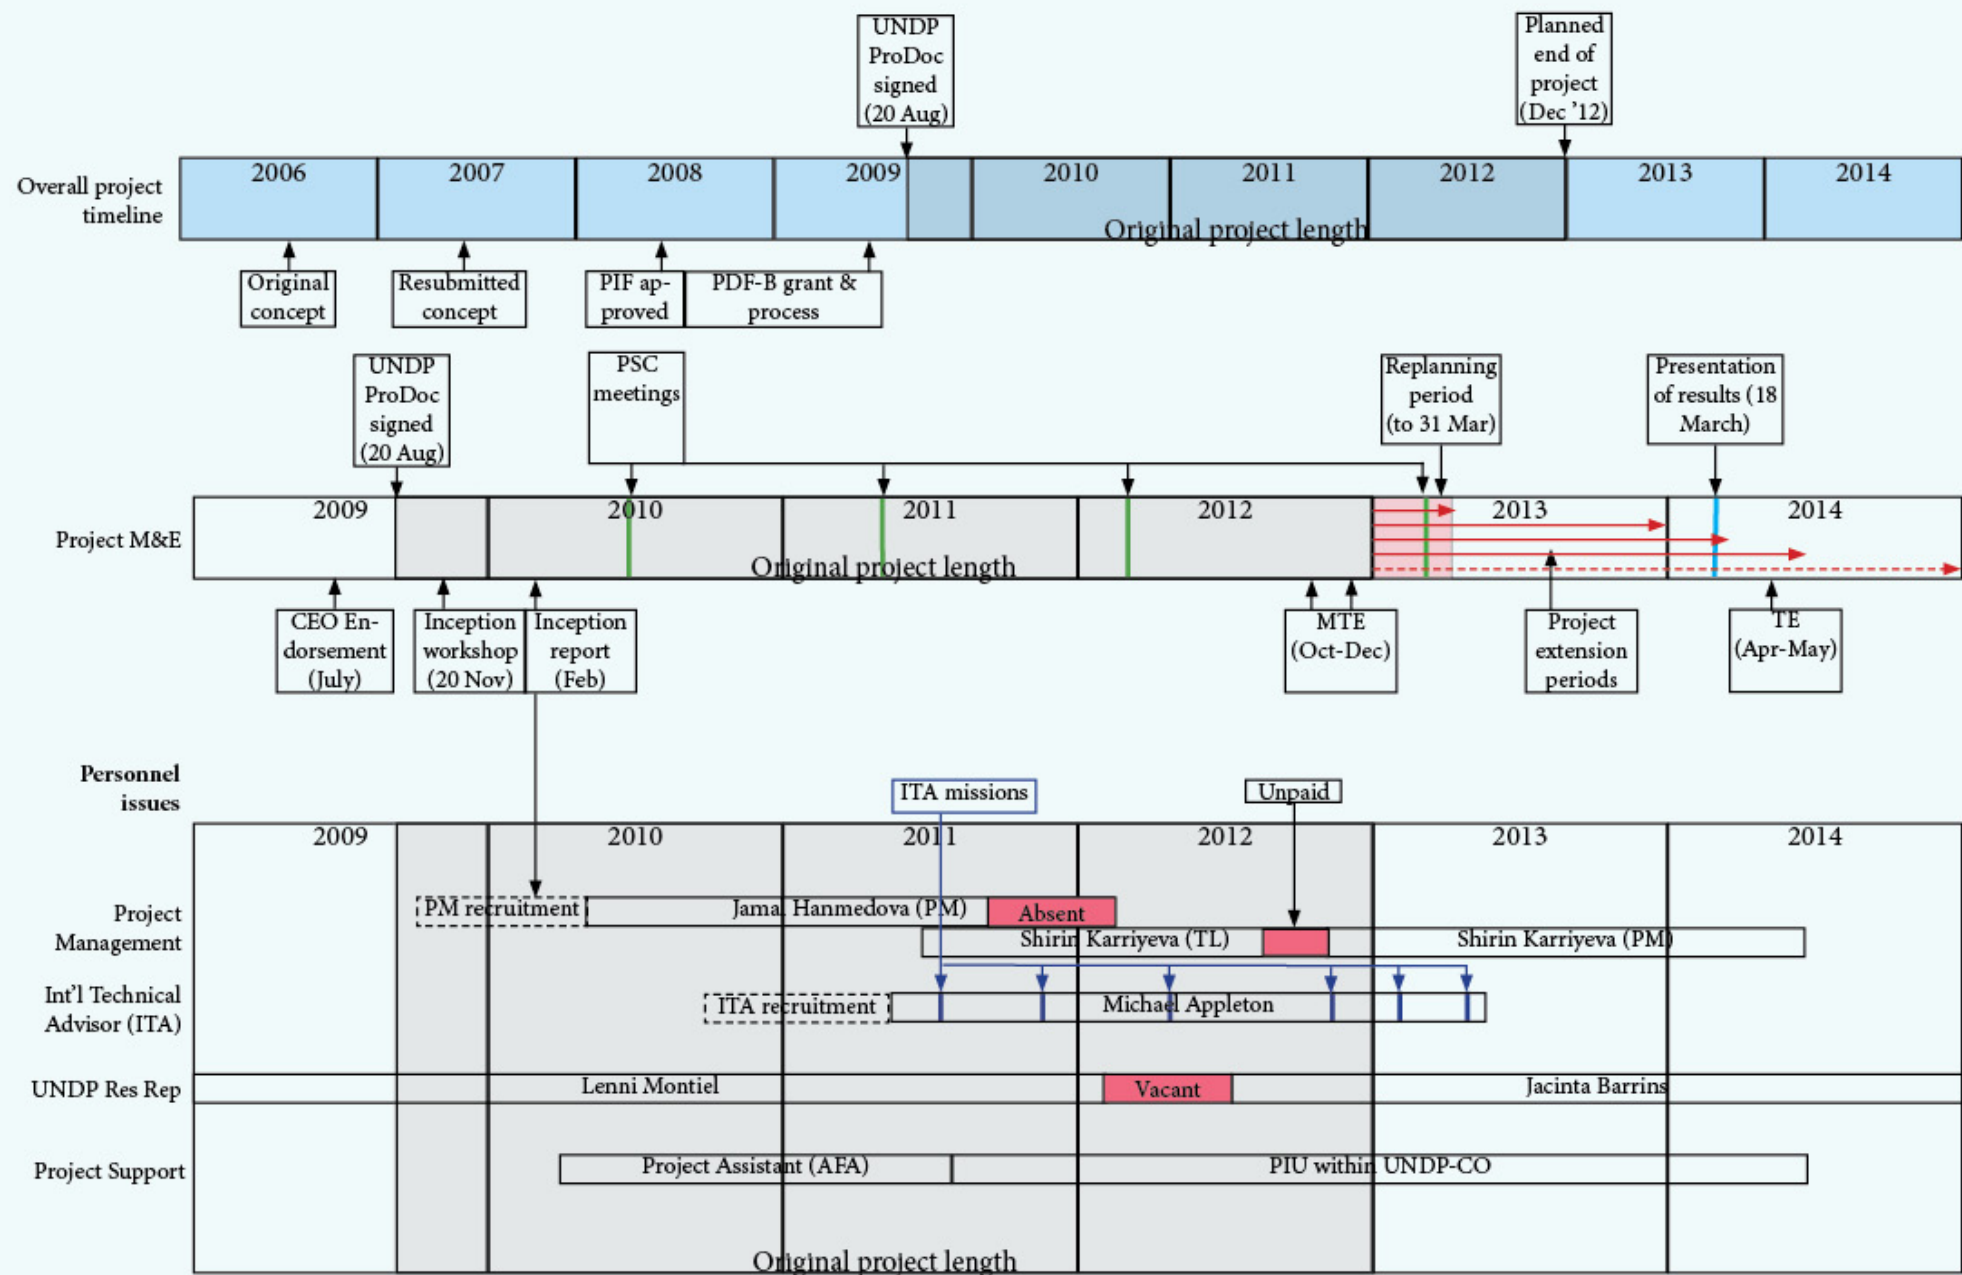 UNDP
ProDoc
signed
(20 Aug)
Planned
end of
project
(Dec ’12)
Overall project
timeline
2006
2007
2008
2009
2010
2011
2012
2013
2014
Original project length
Original
concept
Resubmitted
concept
PIF ap-
proved
PDF-B grant &
process
UNDP
ProDoc
signed
(20 Aug)
PSC
meetings
Replanning
period
(to 31 Mar)
Presentation
of results (18
March)
Project M&E
2009
2010
2011
2012
2013
2014
Original project length
CEO En-
dorsement
(July)
Inception
workshop
(20 Nov)
Inception
report
(Feb)
MTE
(Oct-Dec)
Project
extension
periods
TE
(Apr-May)
Personnel
issues
ITA missions
Unpaid
2009
2010
2011
2012
2013
2014
Project
Management
PM recruitment
Jamal Hanmedova (PM)
Absent
Shirin Karriyeva (TL)
Shirin Karriyeva (PM)
Int’l Technical
Advisor (ITA)
ITA recruitment
Michael Appleton
UNDP Res Rep
Lenni Montiel
Vacant
Jacinta Barrins
Project Support
Project Assistant (AFA)
PIU within UNDP-CO
Original project length